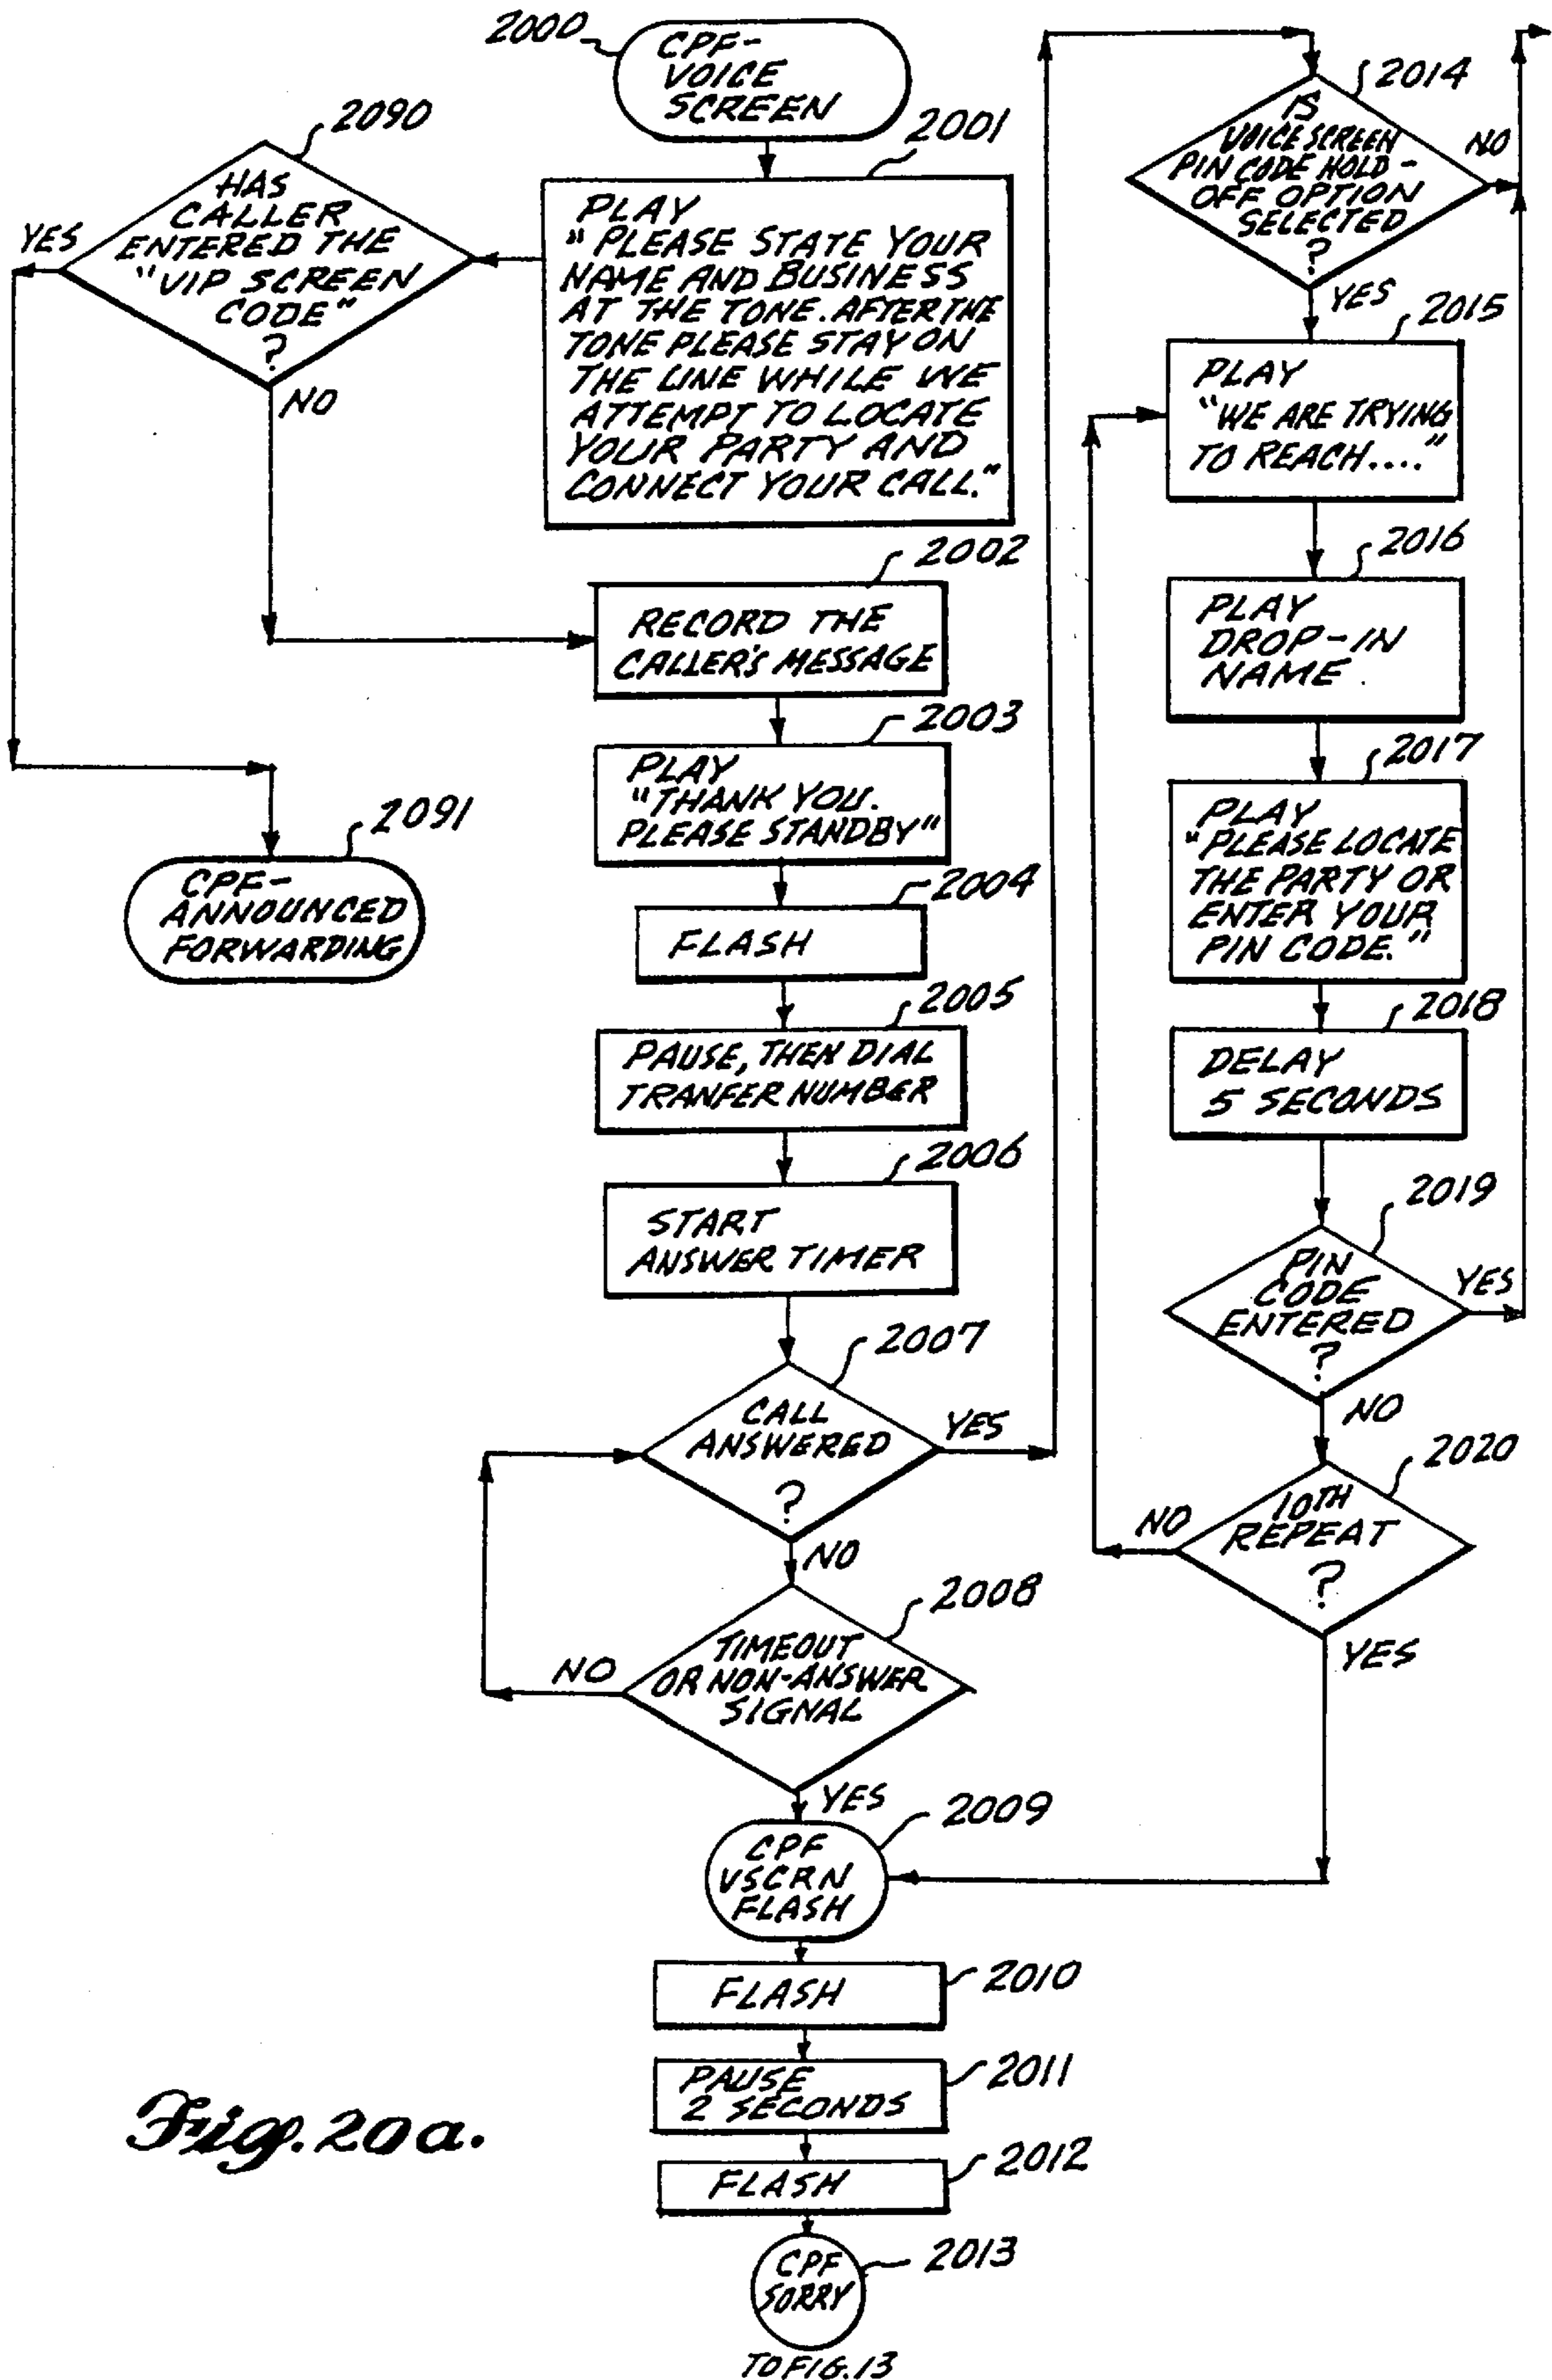 2000
CPF-
VOICE
SCREEN
2090
HAS
CALLER
ENTERED THE
"VIP SCREEN
CODE"
?
YES
NO
2001
PLAY
"PLEASE STATE YOUR
NAME AND BUSINESS
AT THE TONE. AFTER THE
TONE PLEASE STAY ON
THE LINE WHILE WE
ATTEMPT TO LOCATE
YOUR PARTY AND
CONNECT YOUR CALL."
2002
RECORD THE
CALLER'S MESSAGE
2003
PLAY
"THANK YOU.
PLEASE STANDBY"
2091
CPF-
ANNOUNCED
FORWARDING
2004
FLASH
2005
PAUSE, THEN DIAL
TRANFER NUMBER
2006
START
ANSWER TIMER
2007
CALL
ANSWERED
?
YES
NO
2008
TIMEOUT
OR NON-ANSWER
SIGNAL
NO
YES
2009
CPF
VSCRN
FLASH
2010
FLASH
2011
PAUSE
2 SECONDS
2012
FLASH
2013
CPF
SORRY
TO FIG. 13
2014
IS
VOICE SCREEN
PIN CODE HOLD-
OFF OPTION
SELECTED
?
NO
YES
2015
PLAY
"WE ARE TRYING
TO REACH...."
2016
PLAY
DROP-IN
NAME
2017
PLAY
"PLEASE LOCATE
THE PARTY OR
ENTER YOUR
PIN CODE."
2018
DELAY
5 SECONDS
2019
PIN
CODE
ENTERED
?
YES
NO
2020
10TH
REPEAT
?
NO
YES
Fig. 20a.